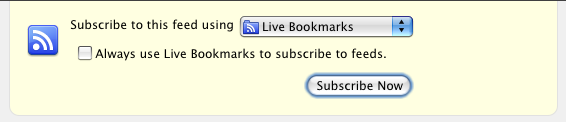 Subscribe to this feed using Live Bookmarks
Always use Live Bookmarks to subscribe to feeds.
Subscribe Now